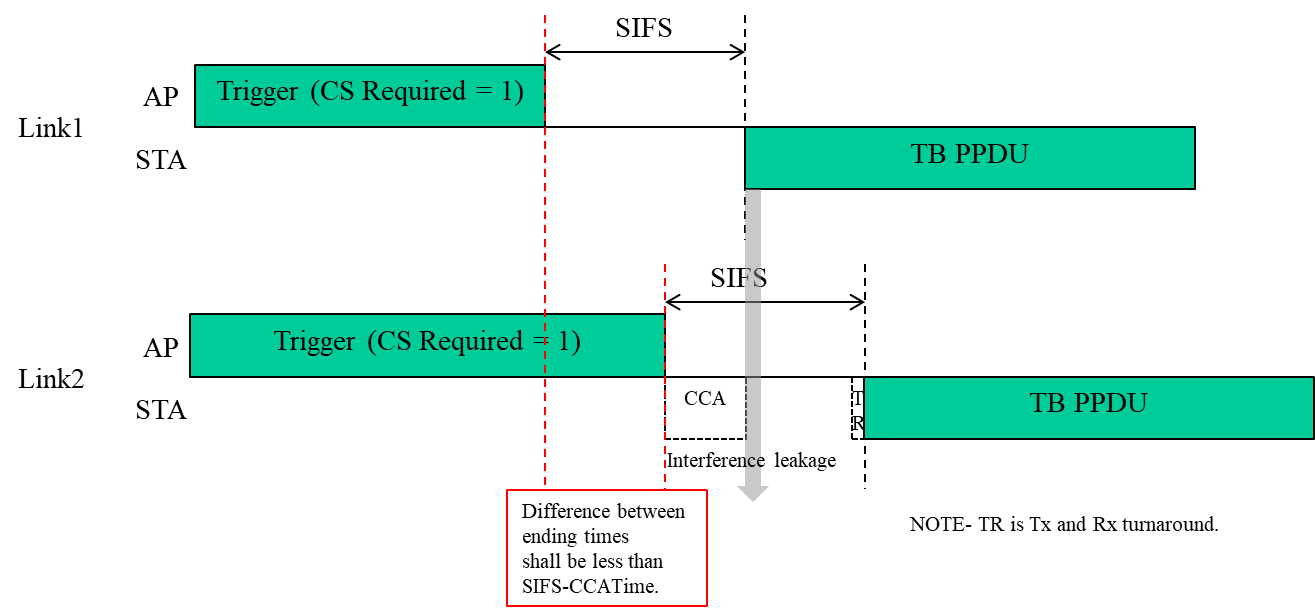 SIFS
AP
Trigger (CS Required = 1)
Link1
STA
TB PPDU
SIFS
AP
Trigger (CS Required = 1)
Link2
STA
CCA
T
R
TB PPDU
Interference leakage
Difference between
ending times
shall be less than
SIFS-CCATime.
NOTE- TR is Tx and Rx turnaround.